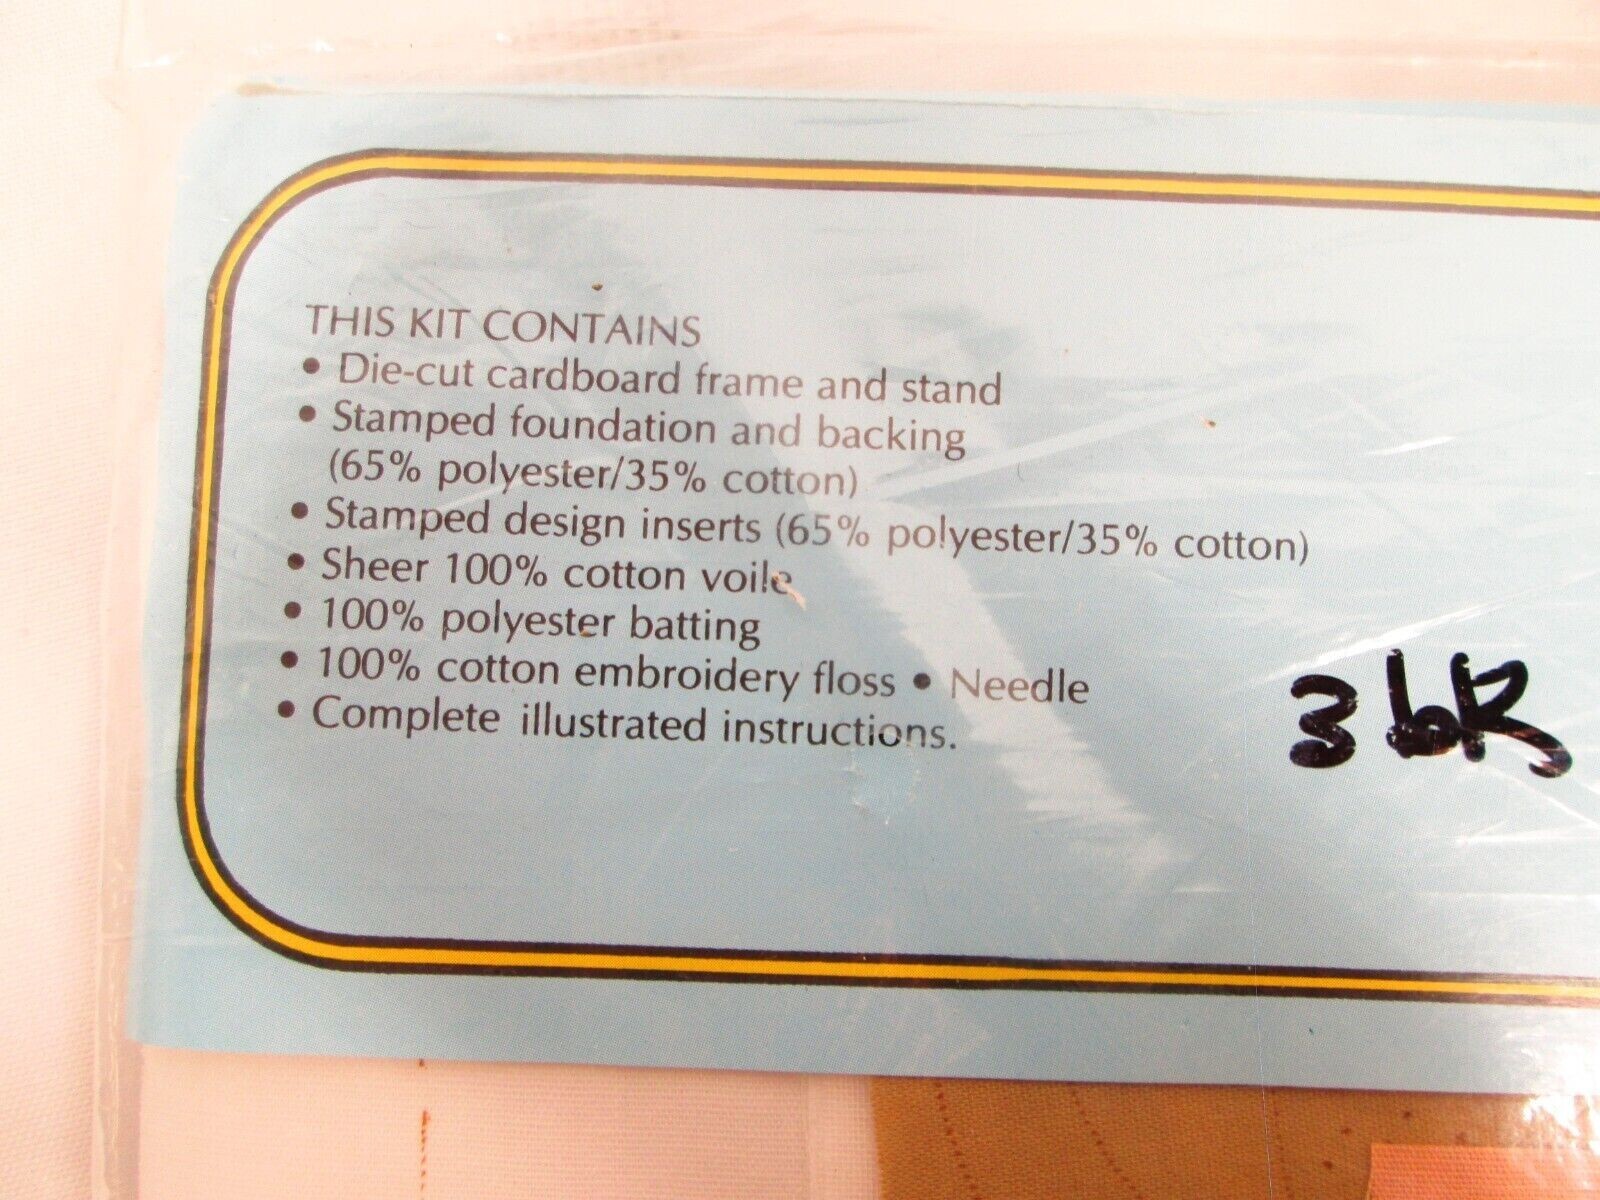 THIS KIT CONTAINS
• Die-cut cardboard frame and stand
• Stamped foundation and backing
(65% polyester/35% cotton)
• Stamped design inserts (65% polyester/35% cotton)
• Sheer 100% cotton voile
• 100% polyester batting
• 100% cotton embroidery floss • Needle
• Complete illustrated instructions.